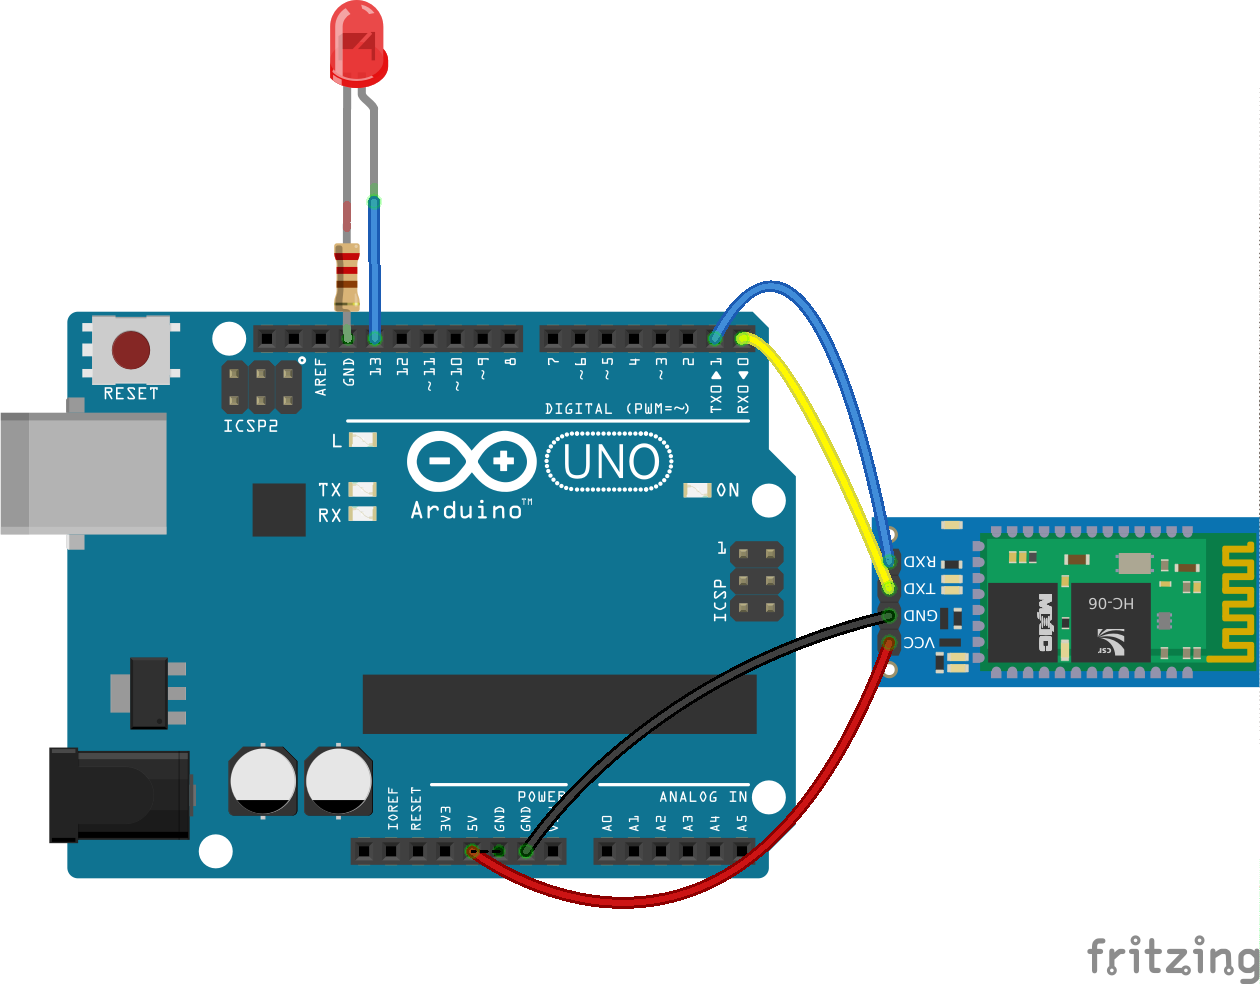 RESET
ICSP2
AREF
GND
13
12
~11
~10
~9
8
7
~6
~5
4
~3
2
TX0▶1
RX0◀0
DIGITAL (PWM=~)
L
TX
RX
UNO
Arduino™
ON
1
ICSP
RXD
TXD
GND
VCC
MXIC
HC-06
csr
POWER
ANALOG IN
IOREF
RESET
3V3
5V
GND
GND
A0
A1
A2
A3
A4
A5
fritzing